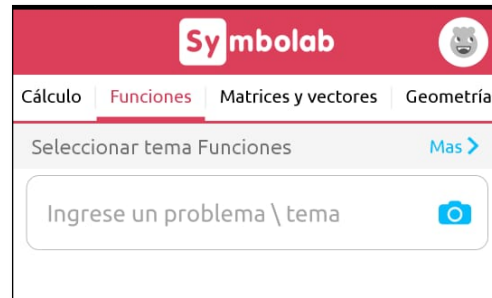 Symbolab
Cálculo Funciones Matrices y vectores Geometría
Seleccionar tema Funciones Mas
Ingrese un problema \ tema